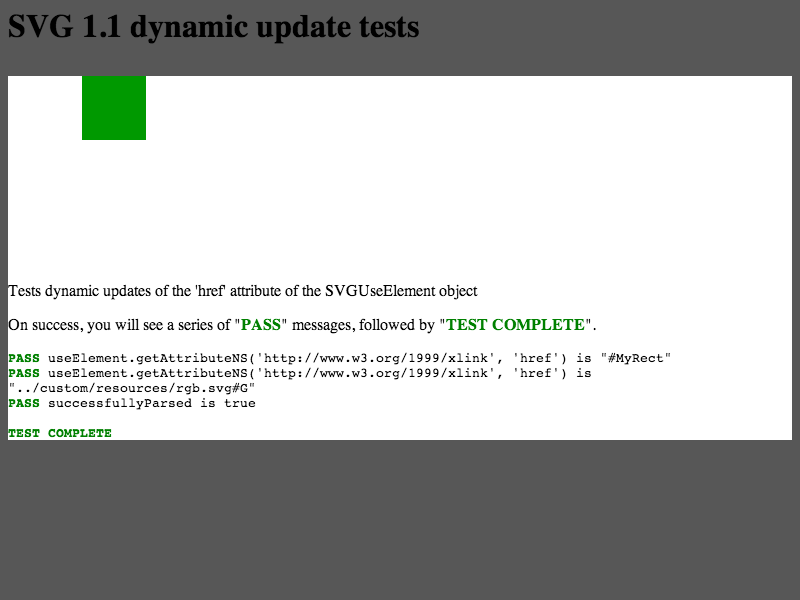 SVG 1.1 dynamic update tests
Tests dynamic updates of the 'href' attribute of the SVGUseElement object
On success, you will see a series of "PASS" messages, followed by "TEST COMPLETE".
PASS useElement.getAttributeNS('http://www.w3.org/1999/xlink', 'href') is "#MyRect"
PASS useElement.getAttributeNS('http://www.w3.org/1999/xlink', 'href') is
"../custom/resources/rgb.svg#G"
PASS successfullyParsed is true
TEST COMPLETE